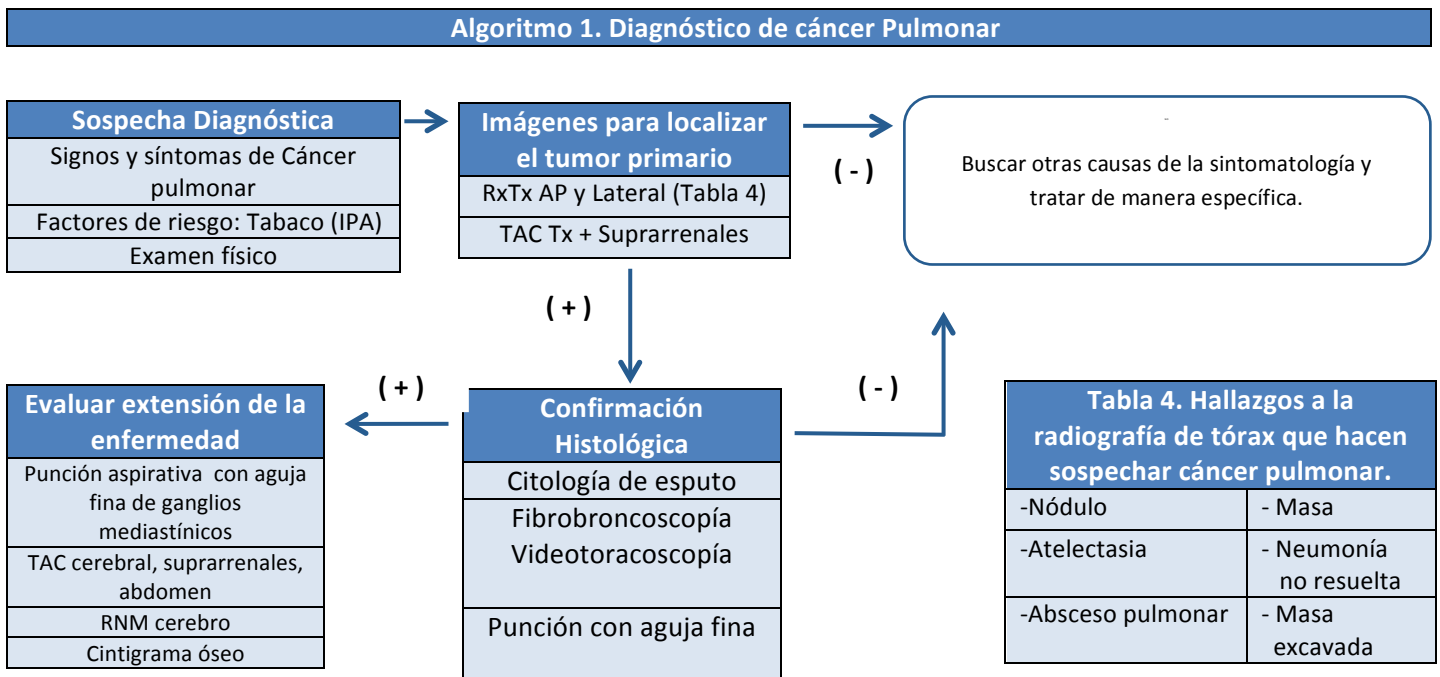 Algoritmo 1. Diagnóstico de cáncer Pulmonar
Sospecha Diagnóstica
Signos y síntomas de Cáncer
pulmonar
Factores de riesgo: Tabaco (IPA)
Examen físico
Imágenes para localizar
el tumor primario
RxTx AP y Lateral (Tabla 4)
TAC Tx + Suprarrenales
( - )
Buscar otras causas de la sintomatología y
tratar de manera específica.
( + )
( + )
Evaluar extensión de la
enfermedad
Punción aspirativa con aguja
fina de ganglios
mediastínicos
TAC cerebral, suprarrenales,
abdomen
RNM cerebro
Cintigrama óseo
Confirmación
Histológica
Citología de esputo
Fibrobroncoscopía
Videotoracoscopía
Punción con aguja fina
( - )
Tabla 4. Hallazgos a la
radiografía de tórax que hacen
sospechar cáncer pulmonar.
-Nódulo - Masa
-Atelectasia - Neumonía
no resuelta
-Absceso pulmonar - Masa
excavada